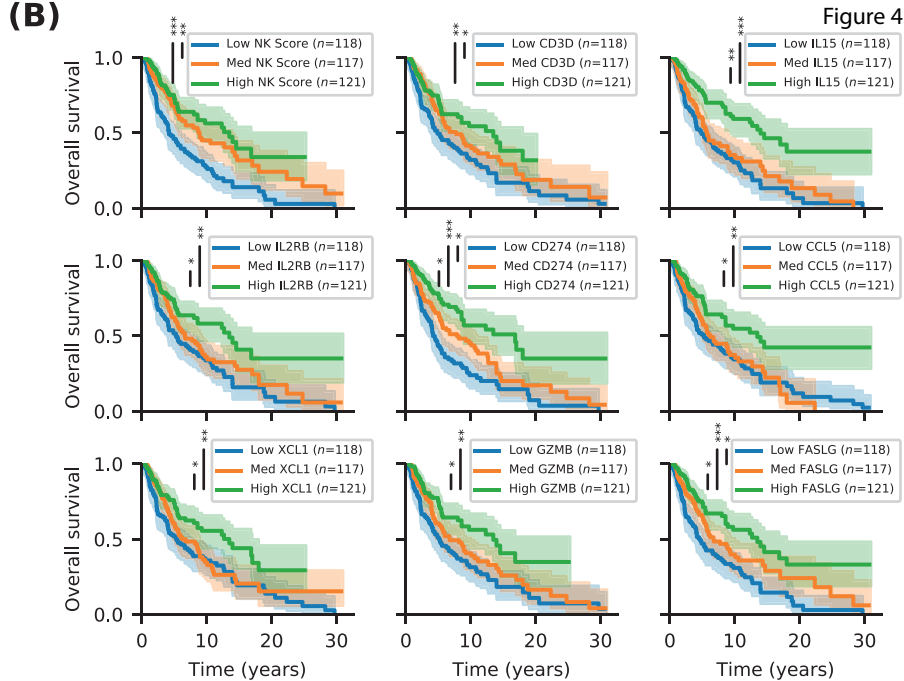 (B)
Figure 4
Overall survival
1.0
0.5
0.0
***
**
Low NK Score (n=118)
Med NK Score (n=117)
High NK Score (n=121)
**
*
Low CD3D (n=118)
Med CD3D (n=117)
High CD3D (n=121)
**
***
Low IL15 (n=118)
Med IL15 (n=117)
High IL15 (n=121)
Overall survival
1.0
0.5
0.0
*
**
Low IL2RB (n=118)
Med IL2RB (n=117)
High IL2RB (n=121)
*
***
*
Low CD274 (n=118)
Med CD274 (n=117)
High CD274 (n=121)
*
**
Low CCL5 (n=118)
Med CCL5 (n=117)
High CCL5 (n=121)
Overall survival
1.0
0.5
0.0
*
**
Low XCL1 (n=118)
Med XCL1 (n=117)
High XCL1 (n=121)
*
**
Low GZMB (n=118)
Med GZMB (n=117)
High GZMB (n=121)
*
***
*
Low FASLG (n=118)
Med FASLG (n=117)
High FASLG (n=121)
0 10 20 30
0 10 20 30
0 10 20 30
Time (years)
Time (years)
Time (years)